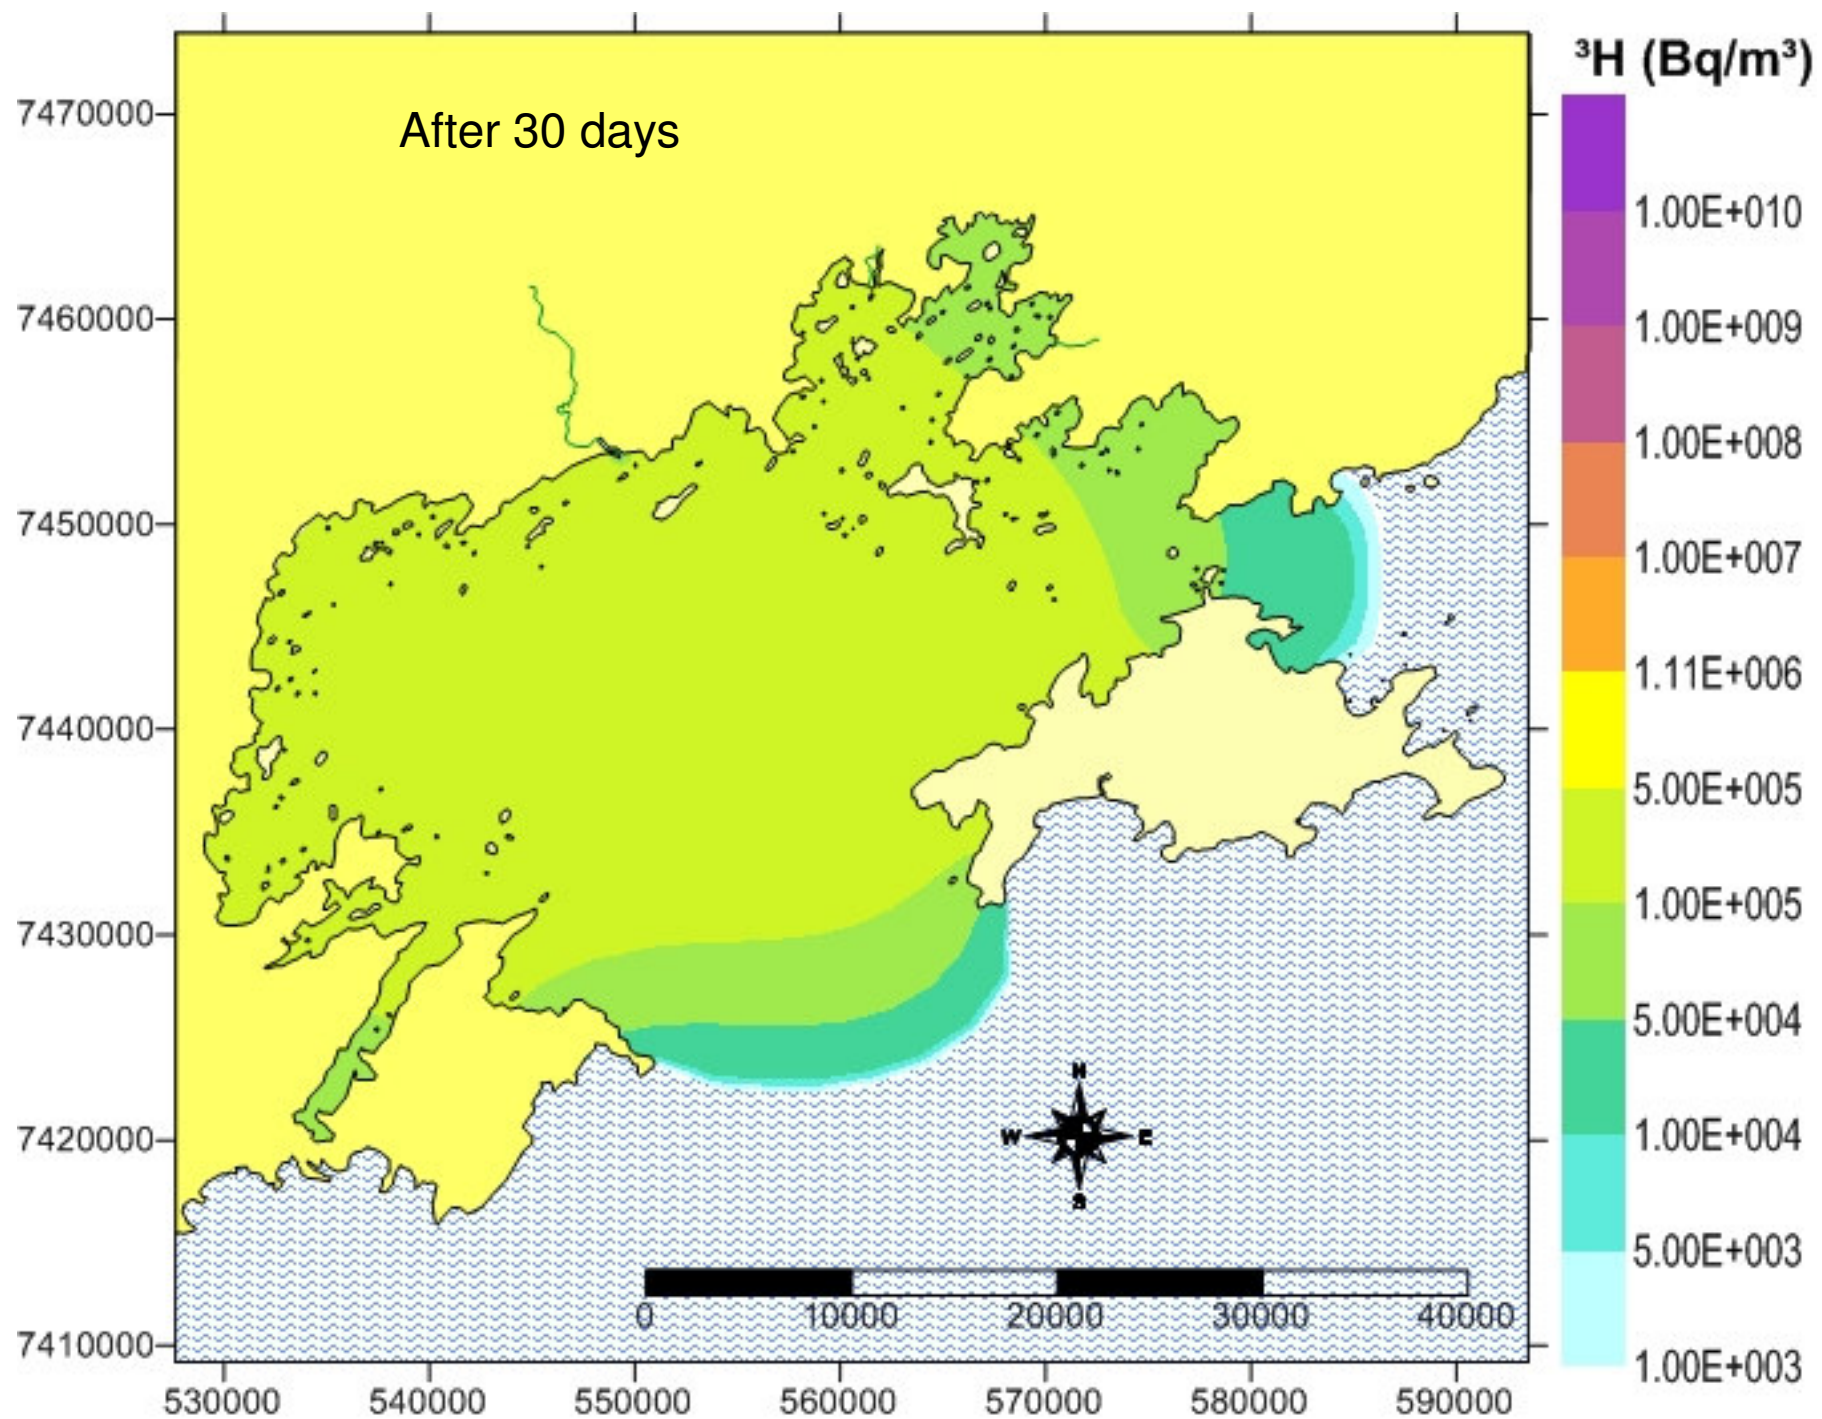 ³H (Bq/m³)
After 30 days
7470000
7460000
7450000
7440000
7430000
7420000
7410000
530000 540000 550000 560000 570000 580000 590000
1.00E+010
1.00E+009
1.00E+008
1.00E+007
1.11E+006
5.00E+005
1.00E+005
5.00E+004
1.00E+004
5.00E+003
1.00E+003
N
W E
S
0 10000 20000 30000 40000